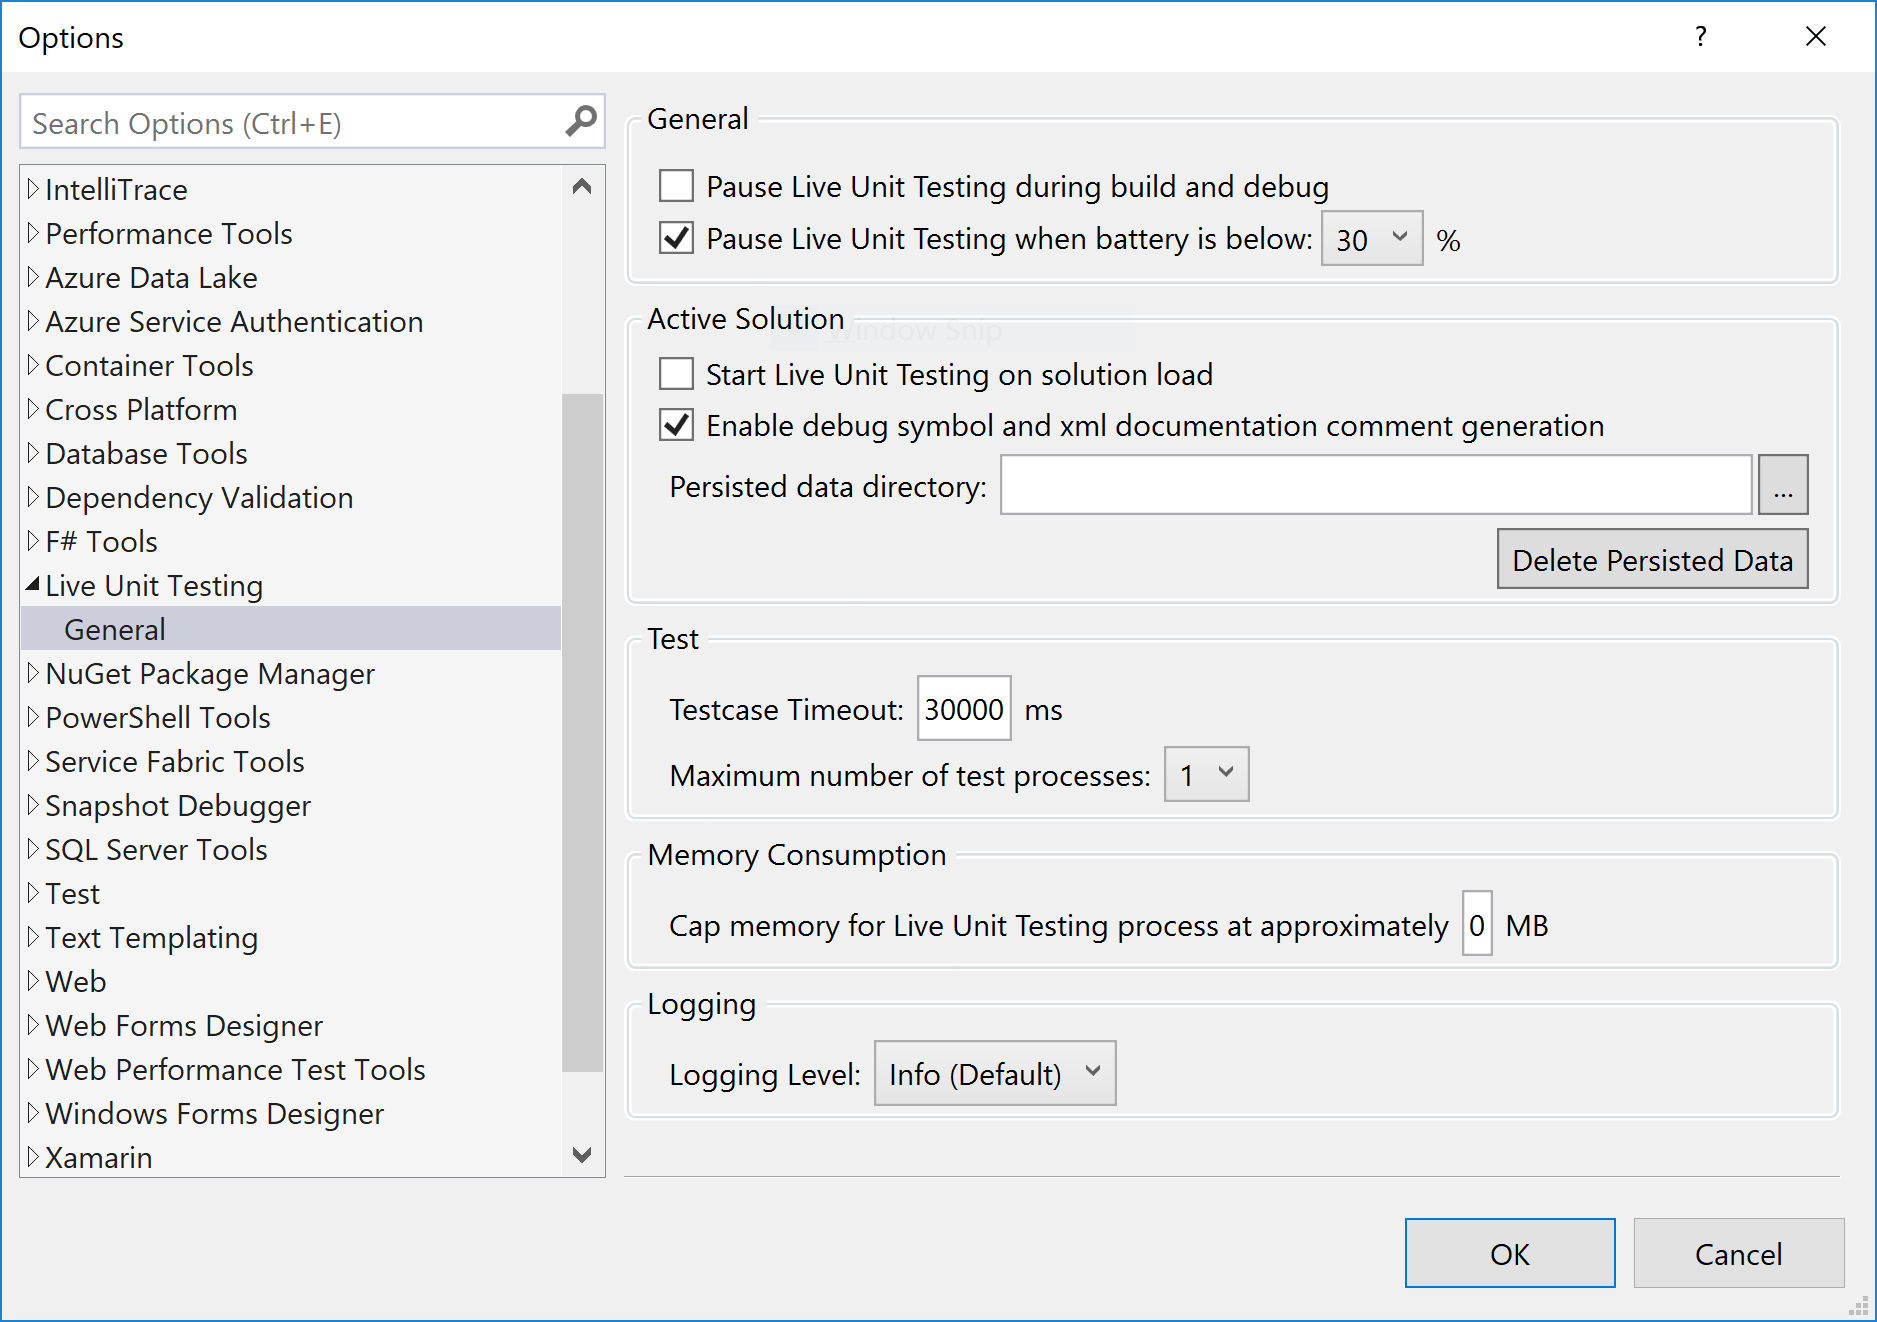 Options
?
Search Options (Ctrl+E)
IntelliTrace
Performance Tools
Azure Data Lake
Azure Service Authentication
Container Tools
Cross Platform
Database Tools
Dependency Validation
F# Tools
Live Unit Testing
General
NuGet Package Manager
PowerShell Tools
Service Fabric Tools
Snapshot Debugger
SQL Server Tools
Test
Text Templating
Web
Web Forms Designer
Web Performance Test Tools
Windows Forms Designer
Xamarin
General
Pause Live Unit Testing during build and debug
Pause Live Unit Testing when battery is below: 30 %
Active Solution
Window Snip
Start Live Unit Testing on solution load
Enable debug symbol and xml documentation comment generation
Persisted data directory: ...
Delete Persisted Data
Test
Testcase Timeout: 30000 ms
Maximum number of test processes: 1
Memory Consumption
Cap memory for Live Unit Testing process at approximately 0 MB
Logging
Logging Level: Info (Default)
OK Cancel